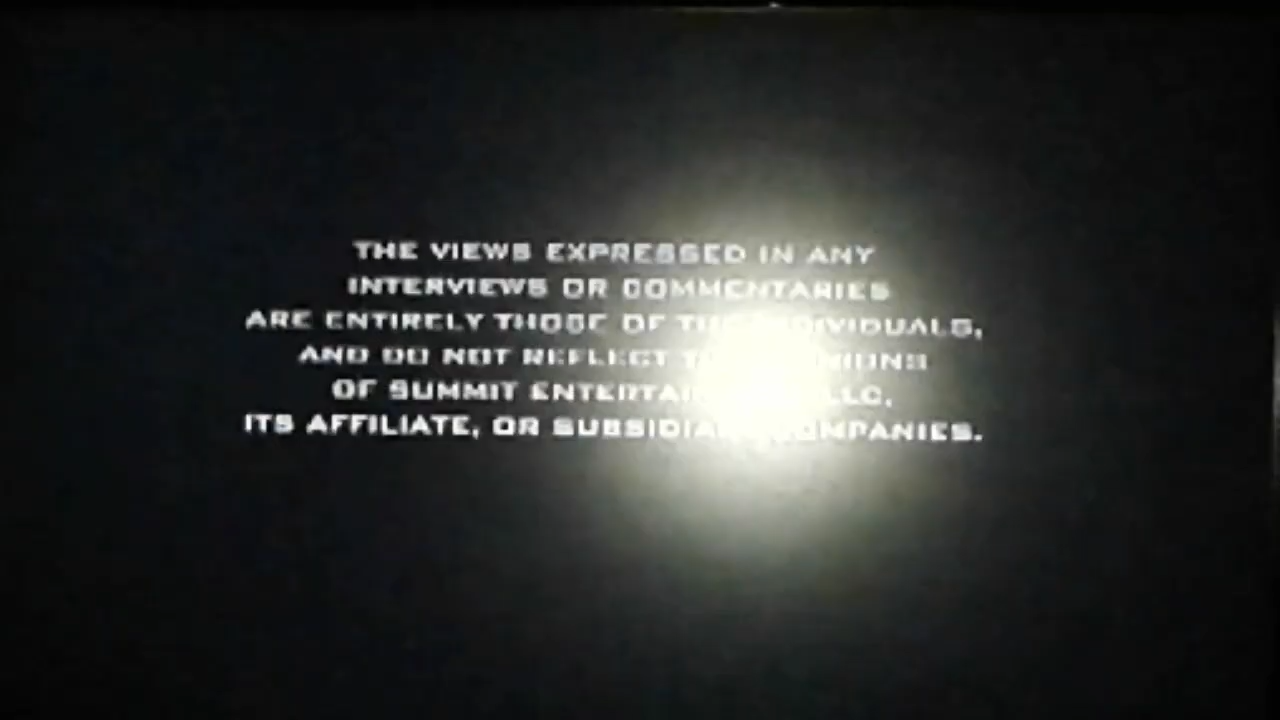 THE VIEWS EXPRESSED IN ANY
INTERVIEWS OR COMMENTARIES
ARE ENTIRELY THOSE OF THE INDIVIDUALS,
AND DO NOT REFLECT
OF SUMMIT LLC,
ITS AFFILIATE, OR COMPANIES.